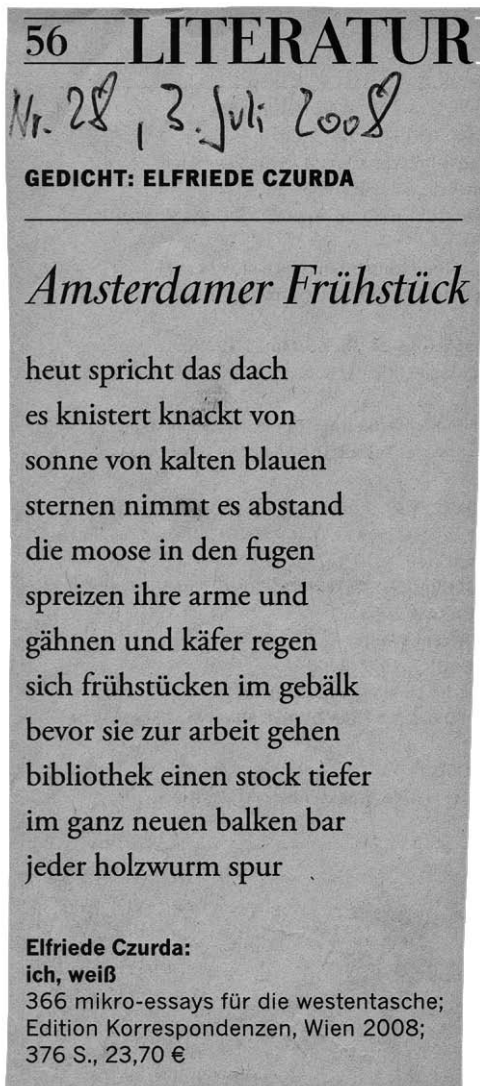 56 LITERATUR
Nr. 28, 3. Juli 2008
GEDICHT: ELFRIEDE CZURDA
Amsterdamer Frühstück
heut spricht das dach
es knistert knackt von
sonne von kalten blauen
sternen nimmt es abstand
die moose in den fugen
spreizen ihre arme und
gähnen und käfer regen
sich frühstücken im gebälk
bevor sie zur arbeit gehen
bibliothek einen stock tiefer
im ganz neuen balken bar
jeder holzwurm spur
Elfriede Czurda:
ich, weiß
366 mikro-essays für die westentasche;
Edition Korrespondenzen, Wien 2008;
376 S., 23,70 €